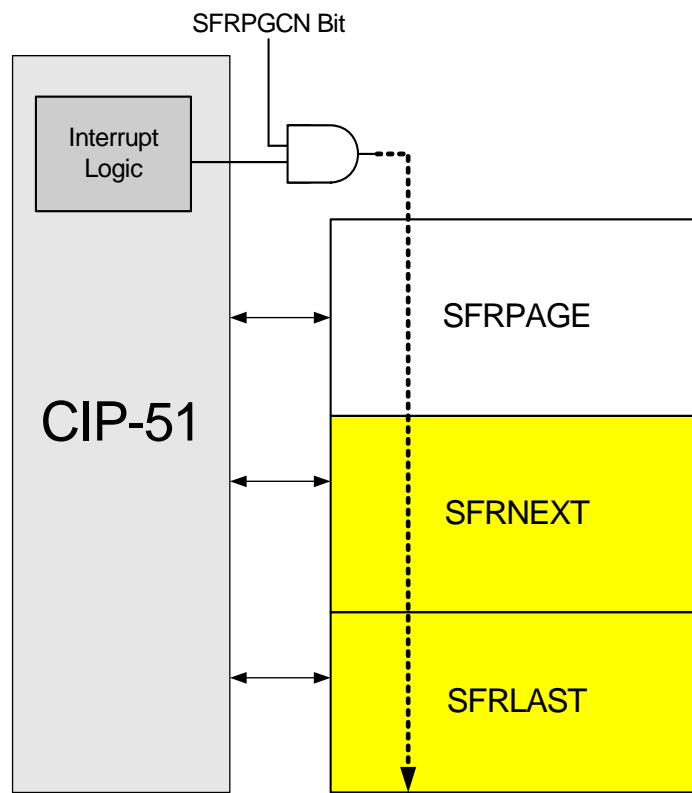 SFRPGCN Bit
Interrupt
Logic
SFRPAGE
CIP-51
SFRNEXT
SFRLAST